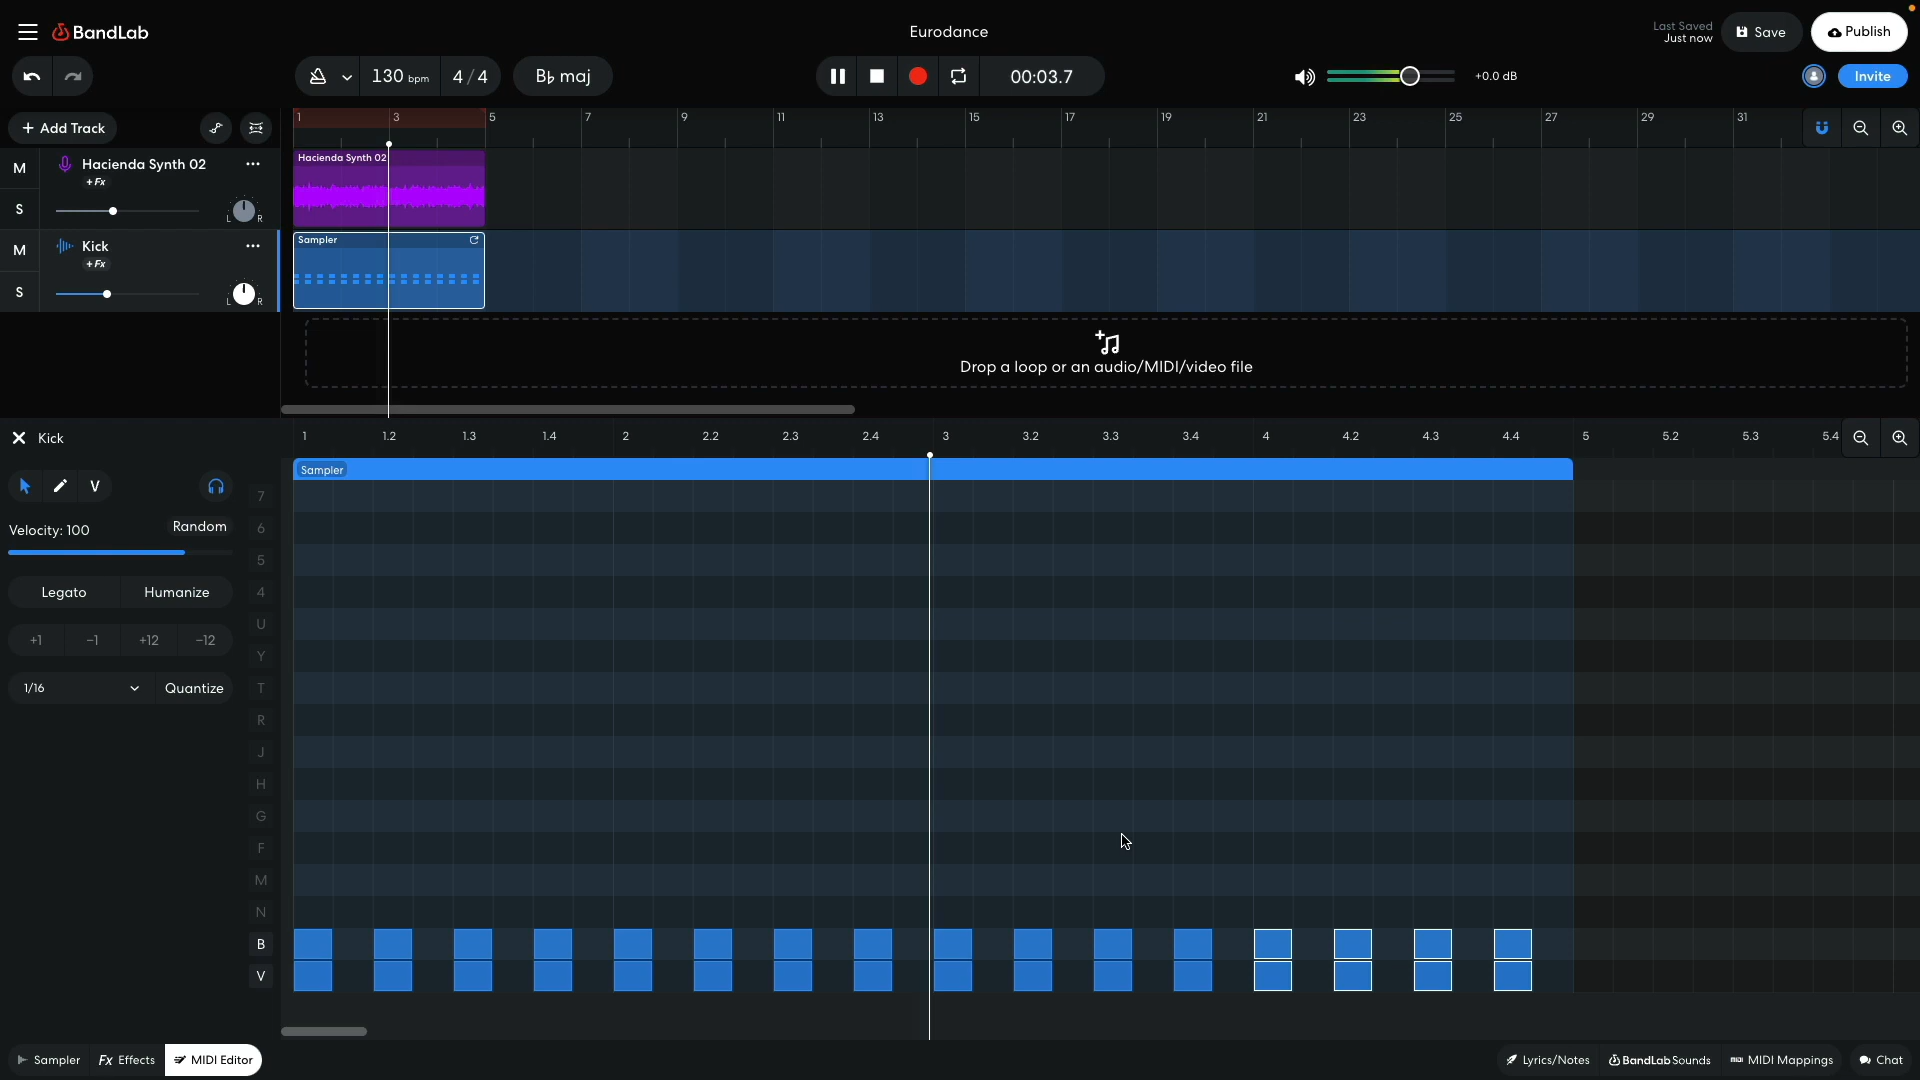 BandLab
Eurodance
Last Saved
Just now
Save
Publish
130 bpm
4/4
B♭ maj
00:03.7
+0.0 dB
Invite
+ Add Track
1 3 5 7 9 11 13 15 17 19 21 23 25 27 29 31
M
Hacienda Synth 02
+Fx
S
L R
Hacienda Synth 02
M
Kick
+Fx
S
L R
Sampler
Drop a loop or an audio/MIDI/video file
Kick
1 1.2 1.3 1.4 2 2.2 2.3 2.4 3 3.2 3.3 3.4 4 4.2 4.3 4.4 5 5.2 5.3 5.4
Sampler
V
Velocity: 100
Random
Legato
Humanize
+1 -1 +12 -12
1/16
Quantize
7
6
5
4
U
Y
T
R
J
H
G
F
M
N
B
V
Sampler
Fx Effects
MIDI Editor
Lyrics/Notes
BandLab Sounds
MIDI Mappings
Chat